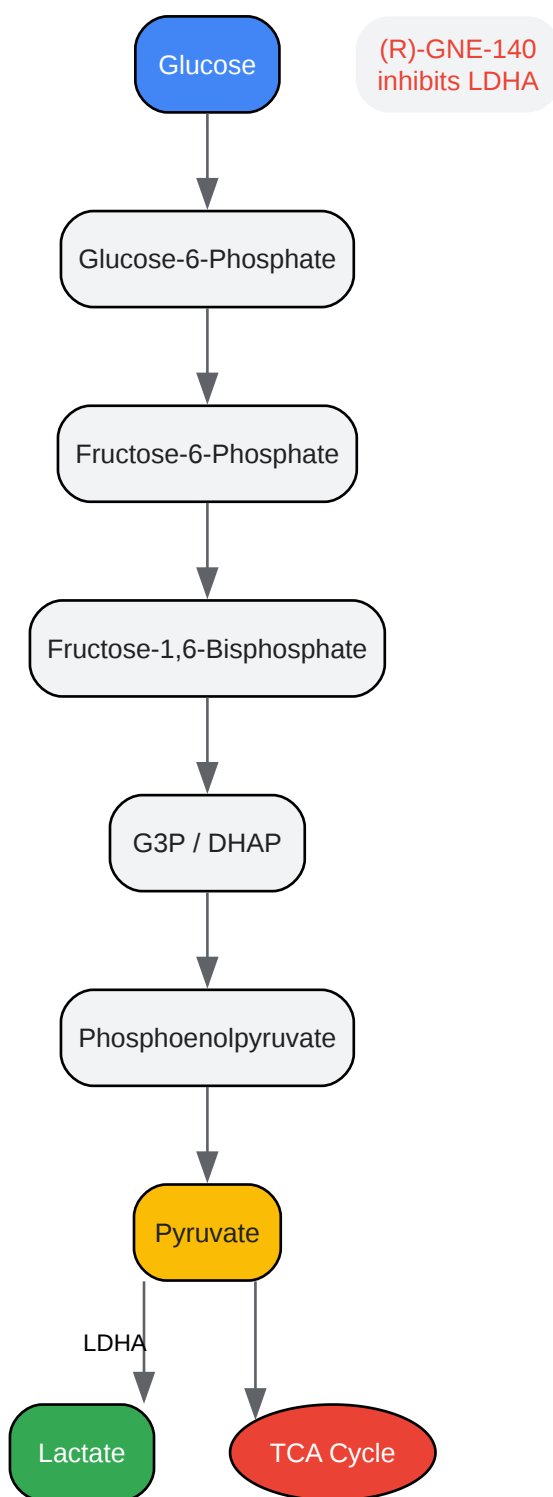 Glucose
(R)-GNE-140
inhibits LDHA
Glucose-6-Phosphate
Fructose-6-Phosphate
Fructose-1,6-Bisphosphate
G3P / DHAP
Phosphoenolpyruvate
Pyruvate
LDHA
Lactate
TCA Cycle